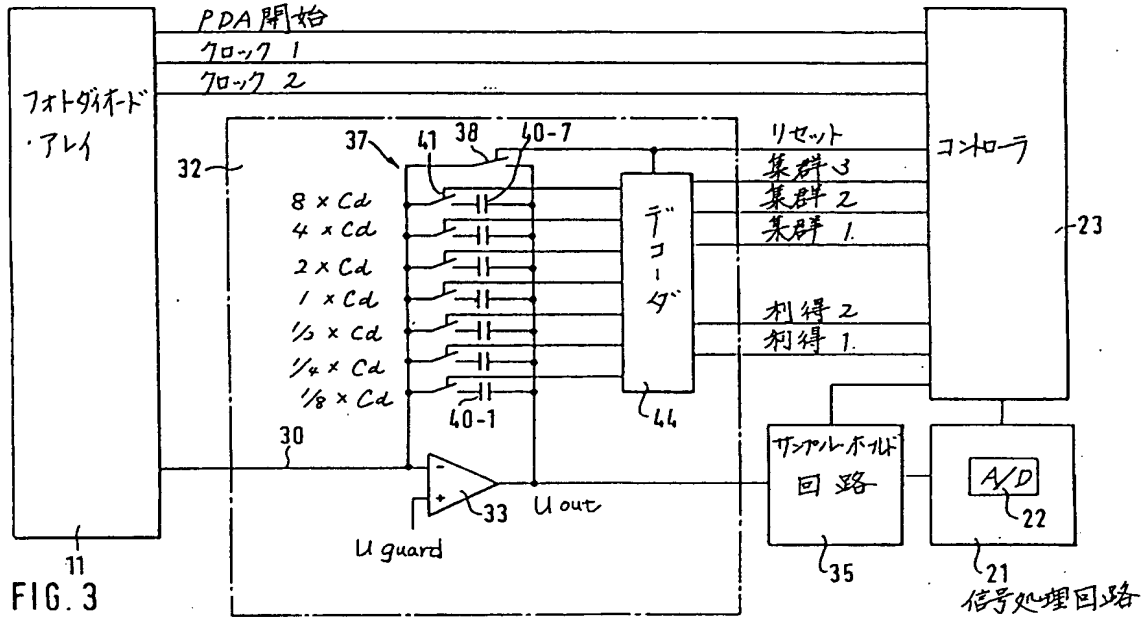 PDA 開始
クロック 1
クロック 2
...
フォトダイオード
・アレイ
37
38
40-7
41
32
リセット
集群 3
集群 2
集群 1.
コントローラ
23
8 × Cd
4 × Cd
2 × Cd
1 × Cd
1/2 × Cd
1/4 × Cd
1/8 × Cd
デコーダ
利得 2
利得 1.
40-1
44
30
33
U out
U guard
サンプル・ホールド
回路
A/D
22
11
35
21
FIG. 3
信号処理回路